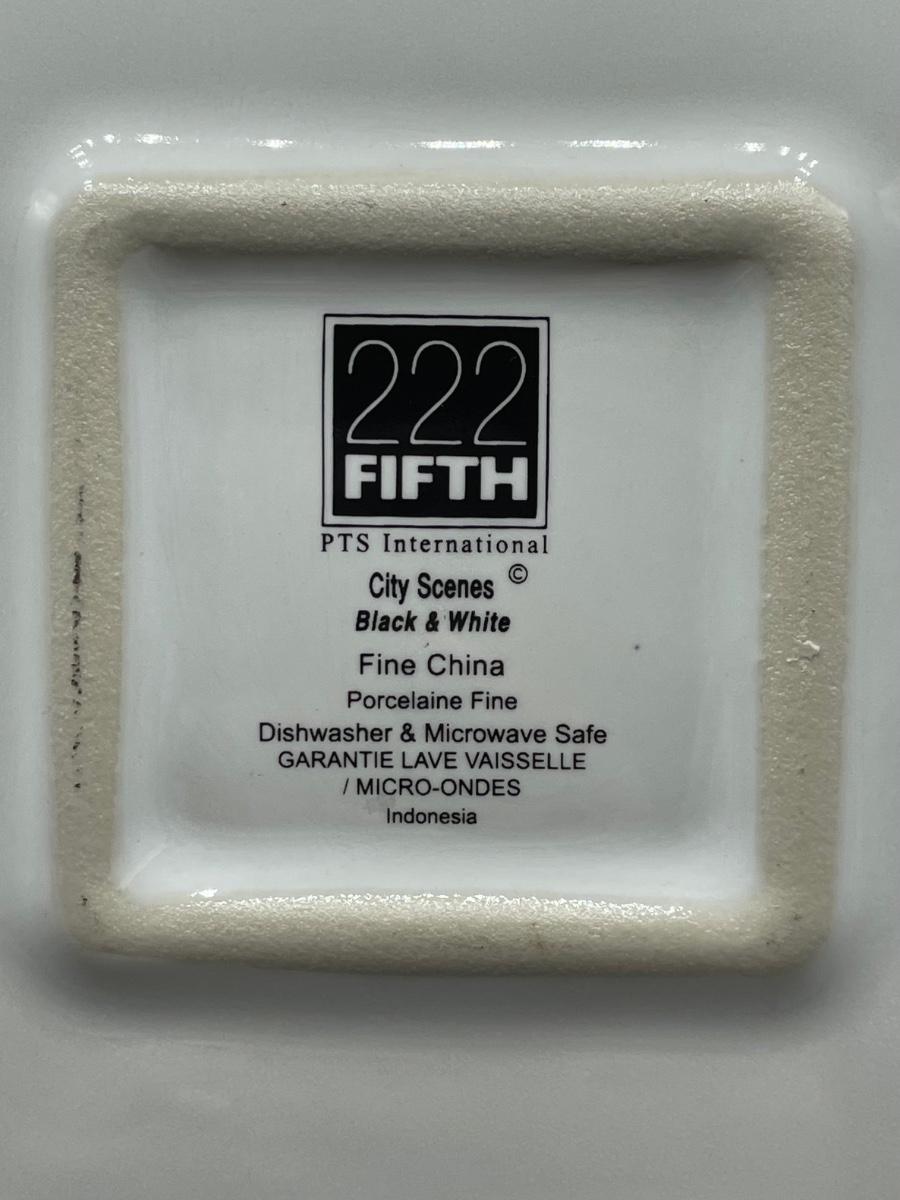 222
FIFTH
PTS International
City Scenes ©
Black & White
Fine China
Porcelaine Fine
Dishwasher & Microwave Safe
GARANTIE LAVE VAISSELLE
/ MICRO-ONDES
Indonesia